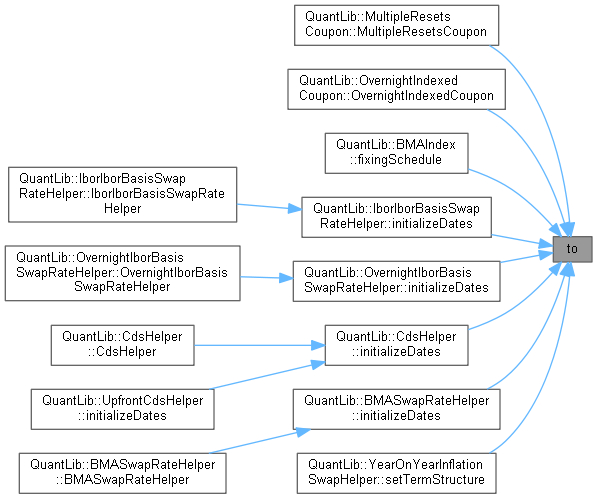 QuantLib::MultipleResets
Coupon::MultipleResetsCoupon
QuantLib::OvernightIndexed
Coupon::OvernightIndexedCoupon
QuantLib::BMAIndex
::fixingSchedule
QuantLib::IborIborBasisSwap
RateHelper::IborIborBasisSwapRate
Helper
QuantLib::IborIborBasisSwap
RateHelper::initializeDates
to
QuantLib::OvernightIborBasis
SwapRateHelper::OvernightIborBasis
SwapRateHelper
QuantLib::OvernightIborBasis
SwapRateHelper::initializeDates
QuantLib::CdsHelper
::CdsHelper
QuantLib::CdsHelper
::initializeDates
QuantLib::UpfrontCdsHelper
::initializeDates
QuantLib::BMASwapRateHelper
::initializeDates
QuantLib::BMASwapRateHelper
::BMASwapRateHelper
QuantLib::YearOnYearInflation
SwapHelper::setTermStructure